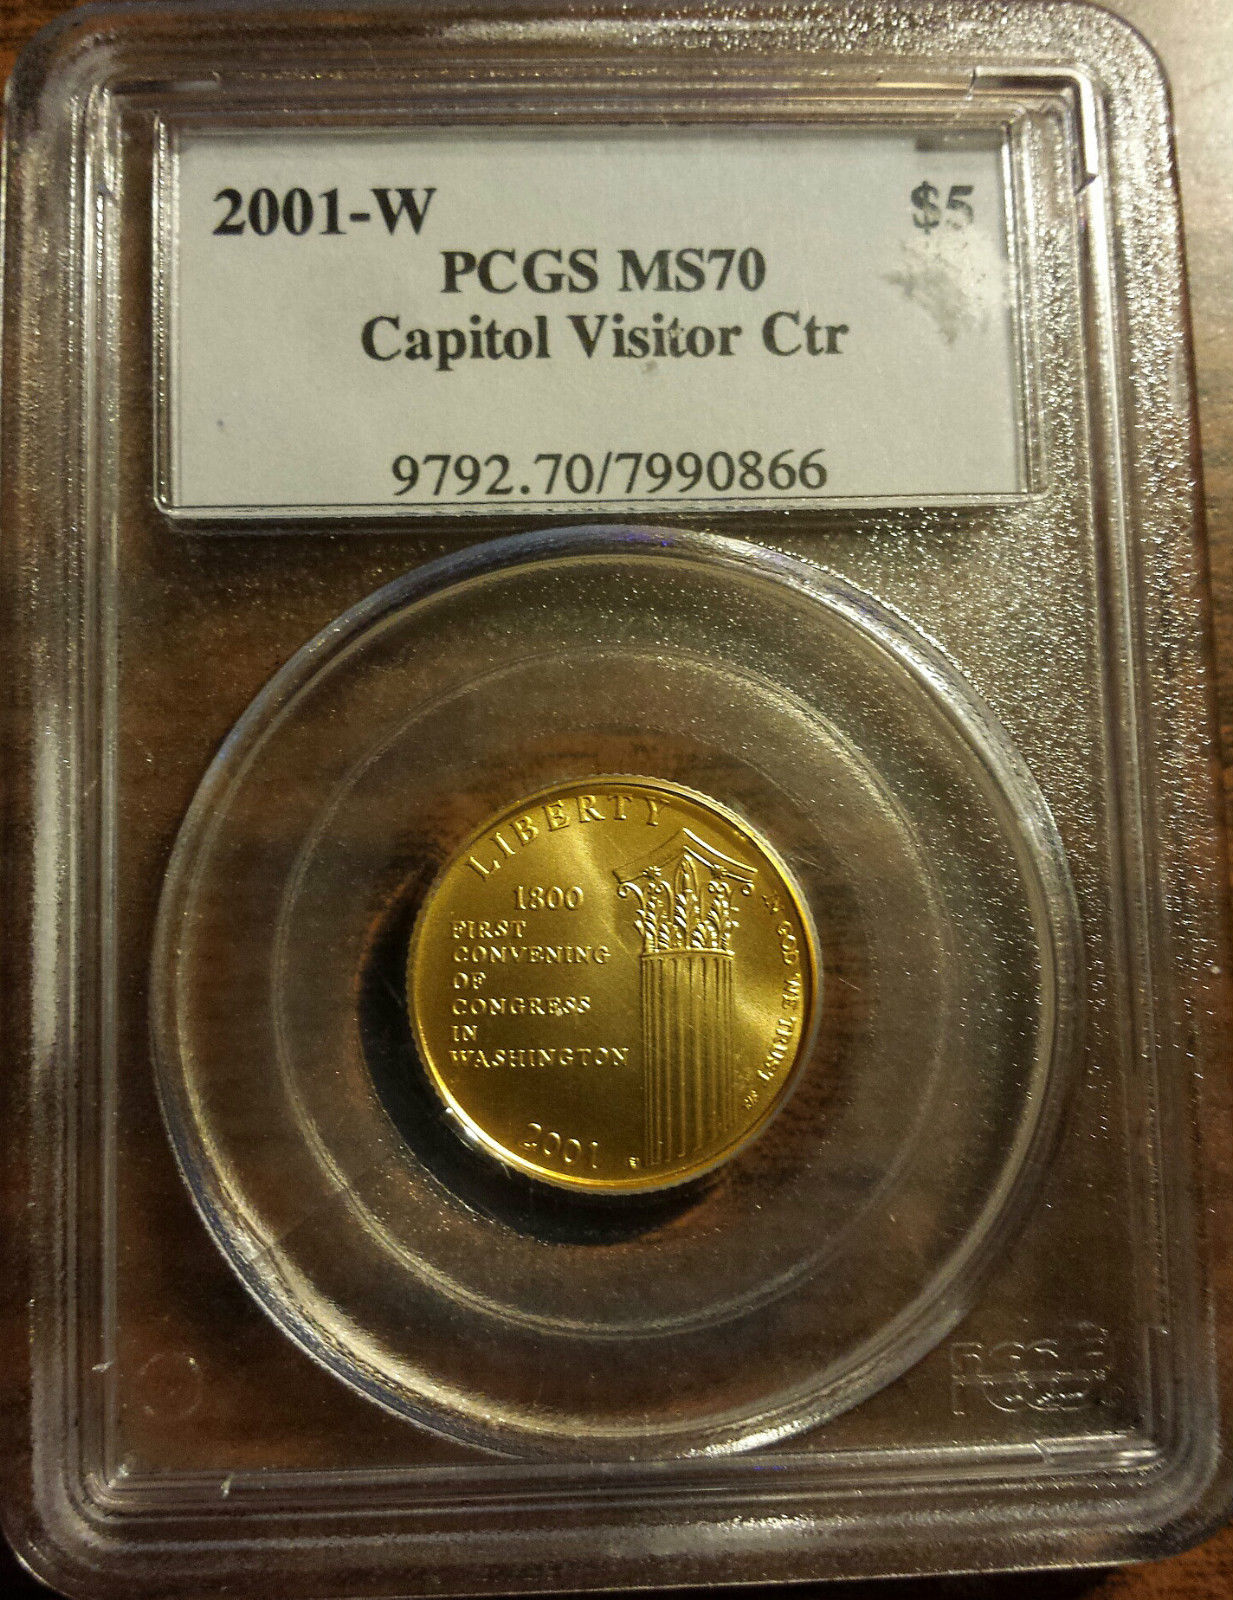 2001-W $5
PCGS MS70
Capitol Visitor Ctr
9792.70/7990866
LIBERTY
1800
FIRST
CONVENING
OF
CONGRESS
IN
WASHINGTON
IN GOD WE TRUST
2001
PCGS